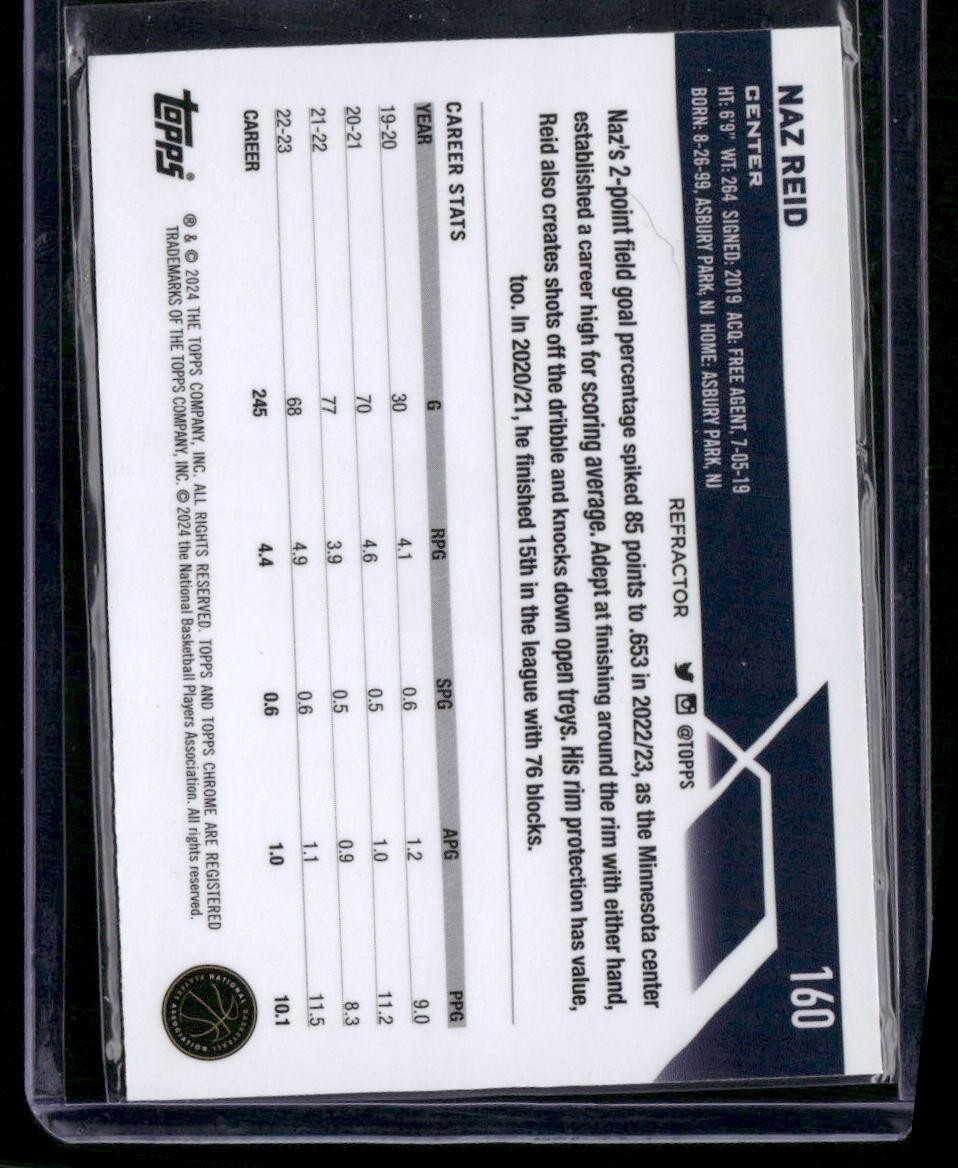 NAZ REID
160
CENTER
HT: 6'9" WT: 264 SIGNED: 2019 ACQ: FREE AGENT, 7-05-19
BORN: 8-26-99, ASBURY PARK, NJ HOME: ASBURY PARK, NJ
REFRACTOR @TOPPS
Naz's 2-point field goal percentage spiked 85 points to .653 in 2022/23, as the Minnesota center
established a career high for scoring average. Adept at finishing around the rim with either hand,
Reid also creates shots off the dribble and knocks down open treys. His rim protection has value,
too. In 2020/21, he finished 15th in the league with 76 blocks.
CAREER STATS
YEAR G RPG SPG APG PPG
19-20 30 4.1 0.6 1.2 9.0
20-21 70 4.6 0.5 1.0 11.2
21-22 77 3.9 0.5 0.9 8.3
22-23 68 4.9 0.6 1.1 11.5
CAREER 245 4.4 0.6 1.0 10.1
topps®
® & © 2024 THE TOPPS COMPANY, INC. ALL RIGHTS RESERVED. TOPPS AND TOPPS CHROME ARE REGISTERED
TRADEMARKS OF THE TOPPS COMPANY, INC. © 2024 the National Basketball Players Association. All rights reserved.
NATIONAL BASKETBALL PLAYERS ASSOCIATION